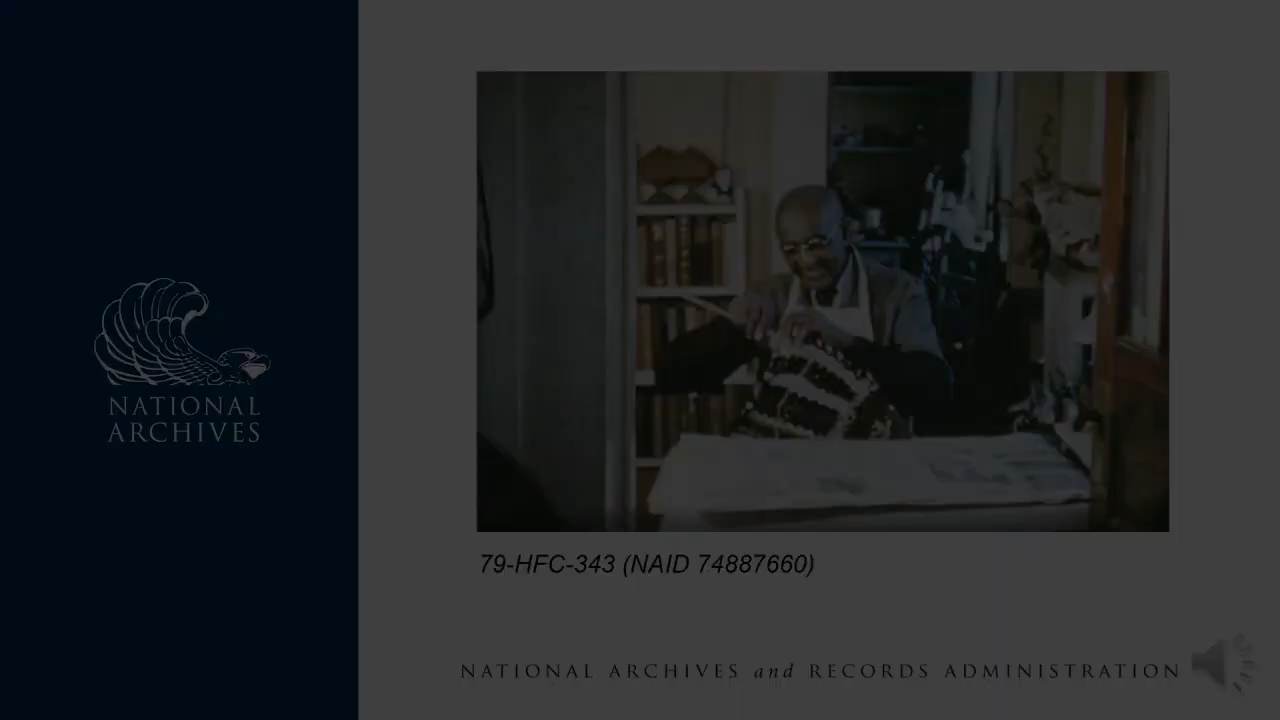 NATIONAL
ARCHIVES
79-HFC-343 (NAID 74887660)
NATIONAL ARCHIVES and RECORDS ADMINISTRATION